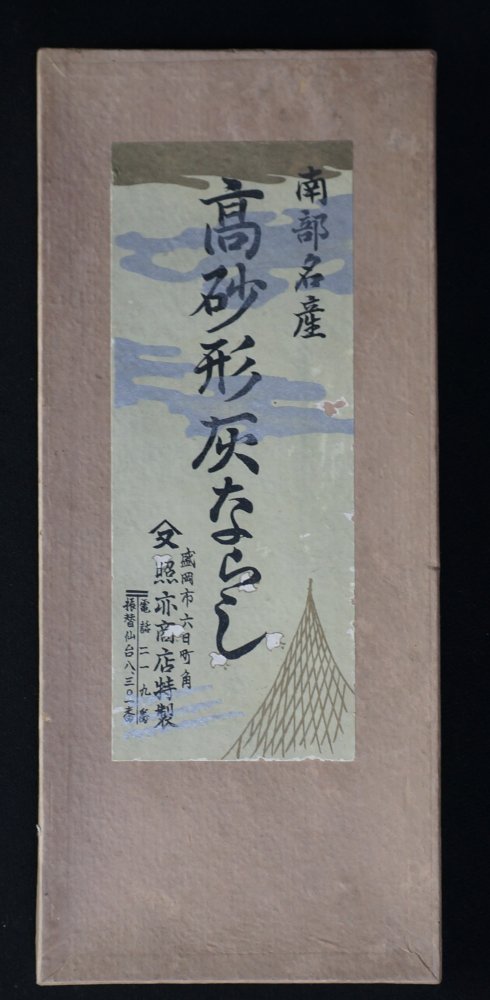 南部名産
高砂形灰ならし
盛岡市六日町角
又 照亦商店特製
電話二一九番
振替仙台八三〇一番